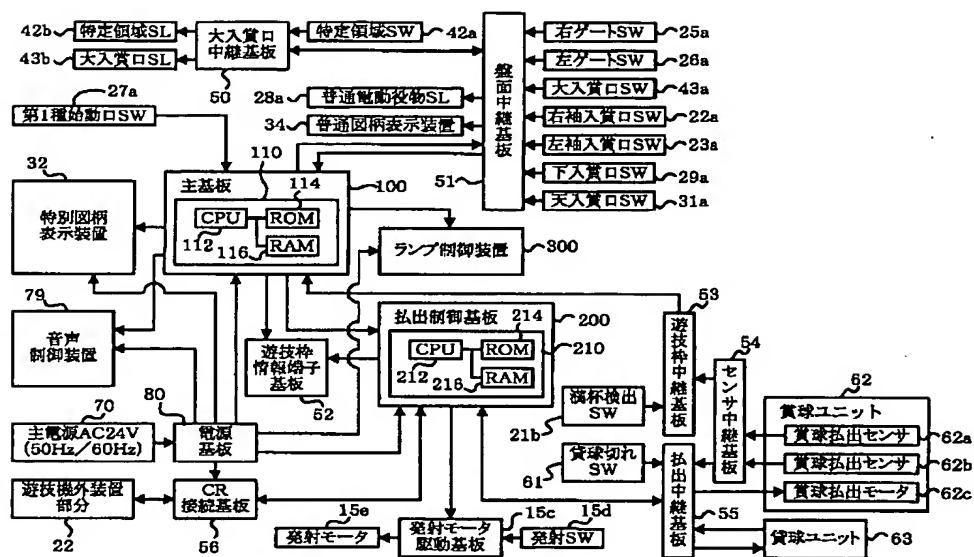 42b 特定領域SL
43b 大入賞口SL
大入賞口
中継基板
50
特定領域SW 42a
27a
第1種始動口SW
28a 普通電動役物SL
34 普通図柄表示装置
盤面中継基板
51
右ゲートSW 25a
左ゲートSW 26a
大入賞口SW 43a
右袖入賞口SW 22a
左袖入賞口SW 23a
下入賞口SW 29a
天入賞口SW 31a
32
特別図柄
表示装置
主基板
110
114
100
CPU
ROM
112
116
RAM
ランプ制御装置
300
79
音声
制御装置
遊技枠
情報端子
基板
52
払出制御基板
214
200
CPU
ROM
210
212
216
RAM
53
遊技枠中継基板
54
センサ中継基板
満杯検出
SW
21b
貸球切れ
SW
61
払出中継基板
55
62
賞球ユニット
賞球払出センサ 62a
賞球払出センサ 62b
賞球払出モータ 62c
70
主電源AC24V
(50Hz/60Hz)
80
電源
基板
遊技機外装置
部分
22
CR
接続基板
56
15e
発射モータ
発射モータ
駆動基板
15c
15d
発射SW
貸球ユニット
63